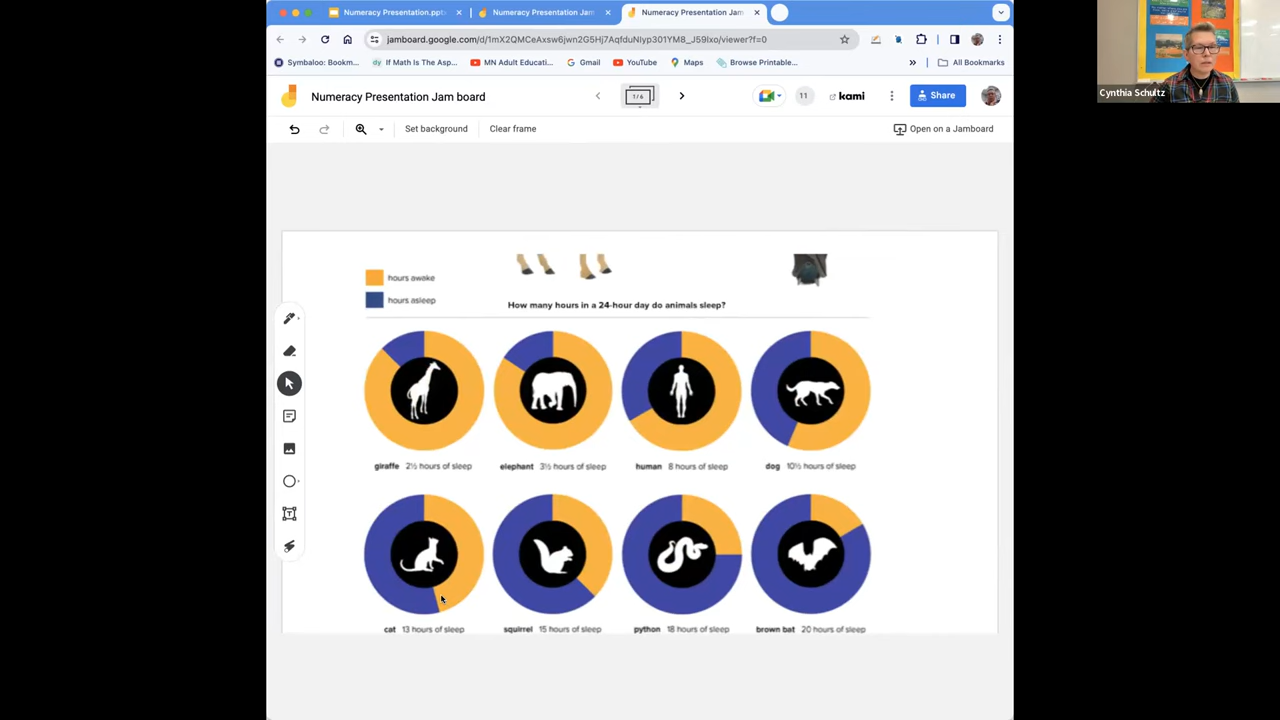 Numeracy Presentation.ppt
Numeracy Presentation Jam
Numeracy Presentation Jam
jamboard.google.com/d/1mX2QMCeAxsw6jwn2G5Hj7AqfduNIyp301YM8_J59lxo/viewer?f=0
Symbaloo: Bookm...
If Math Is The Asp...
MN Adult Educati...
Gmail
YouTube
Maps
Browse Printable...
All Bookmarks
Numeracy Presentation Jam board
1/6
11
kami
Share
Set background
Clear frame
Open on a Jamboard
hours awake
hours asleep
How many hours in a 24-hour day do animals sleep?
giraffe 2½ hours of sleep
elephant 3½ hours of sleep
human 8 hours of sleep
dog 10½ hours of sleep
cat 13 hours of sleep
squirrel 15 hours of sleep
python 18 hours of sleep
brown bat 20 hours of sleep
Cynthia Schultz